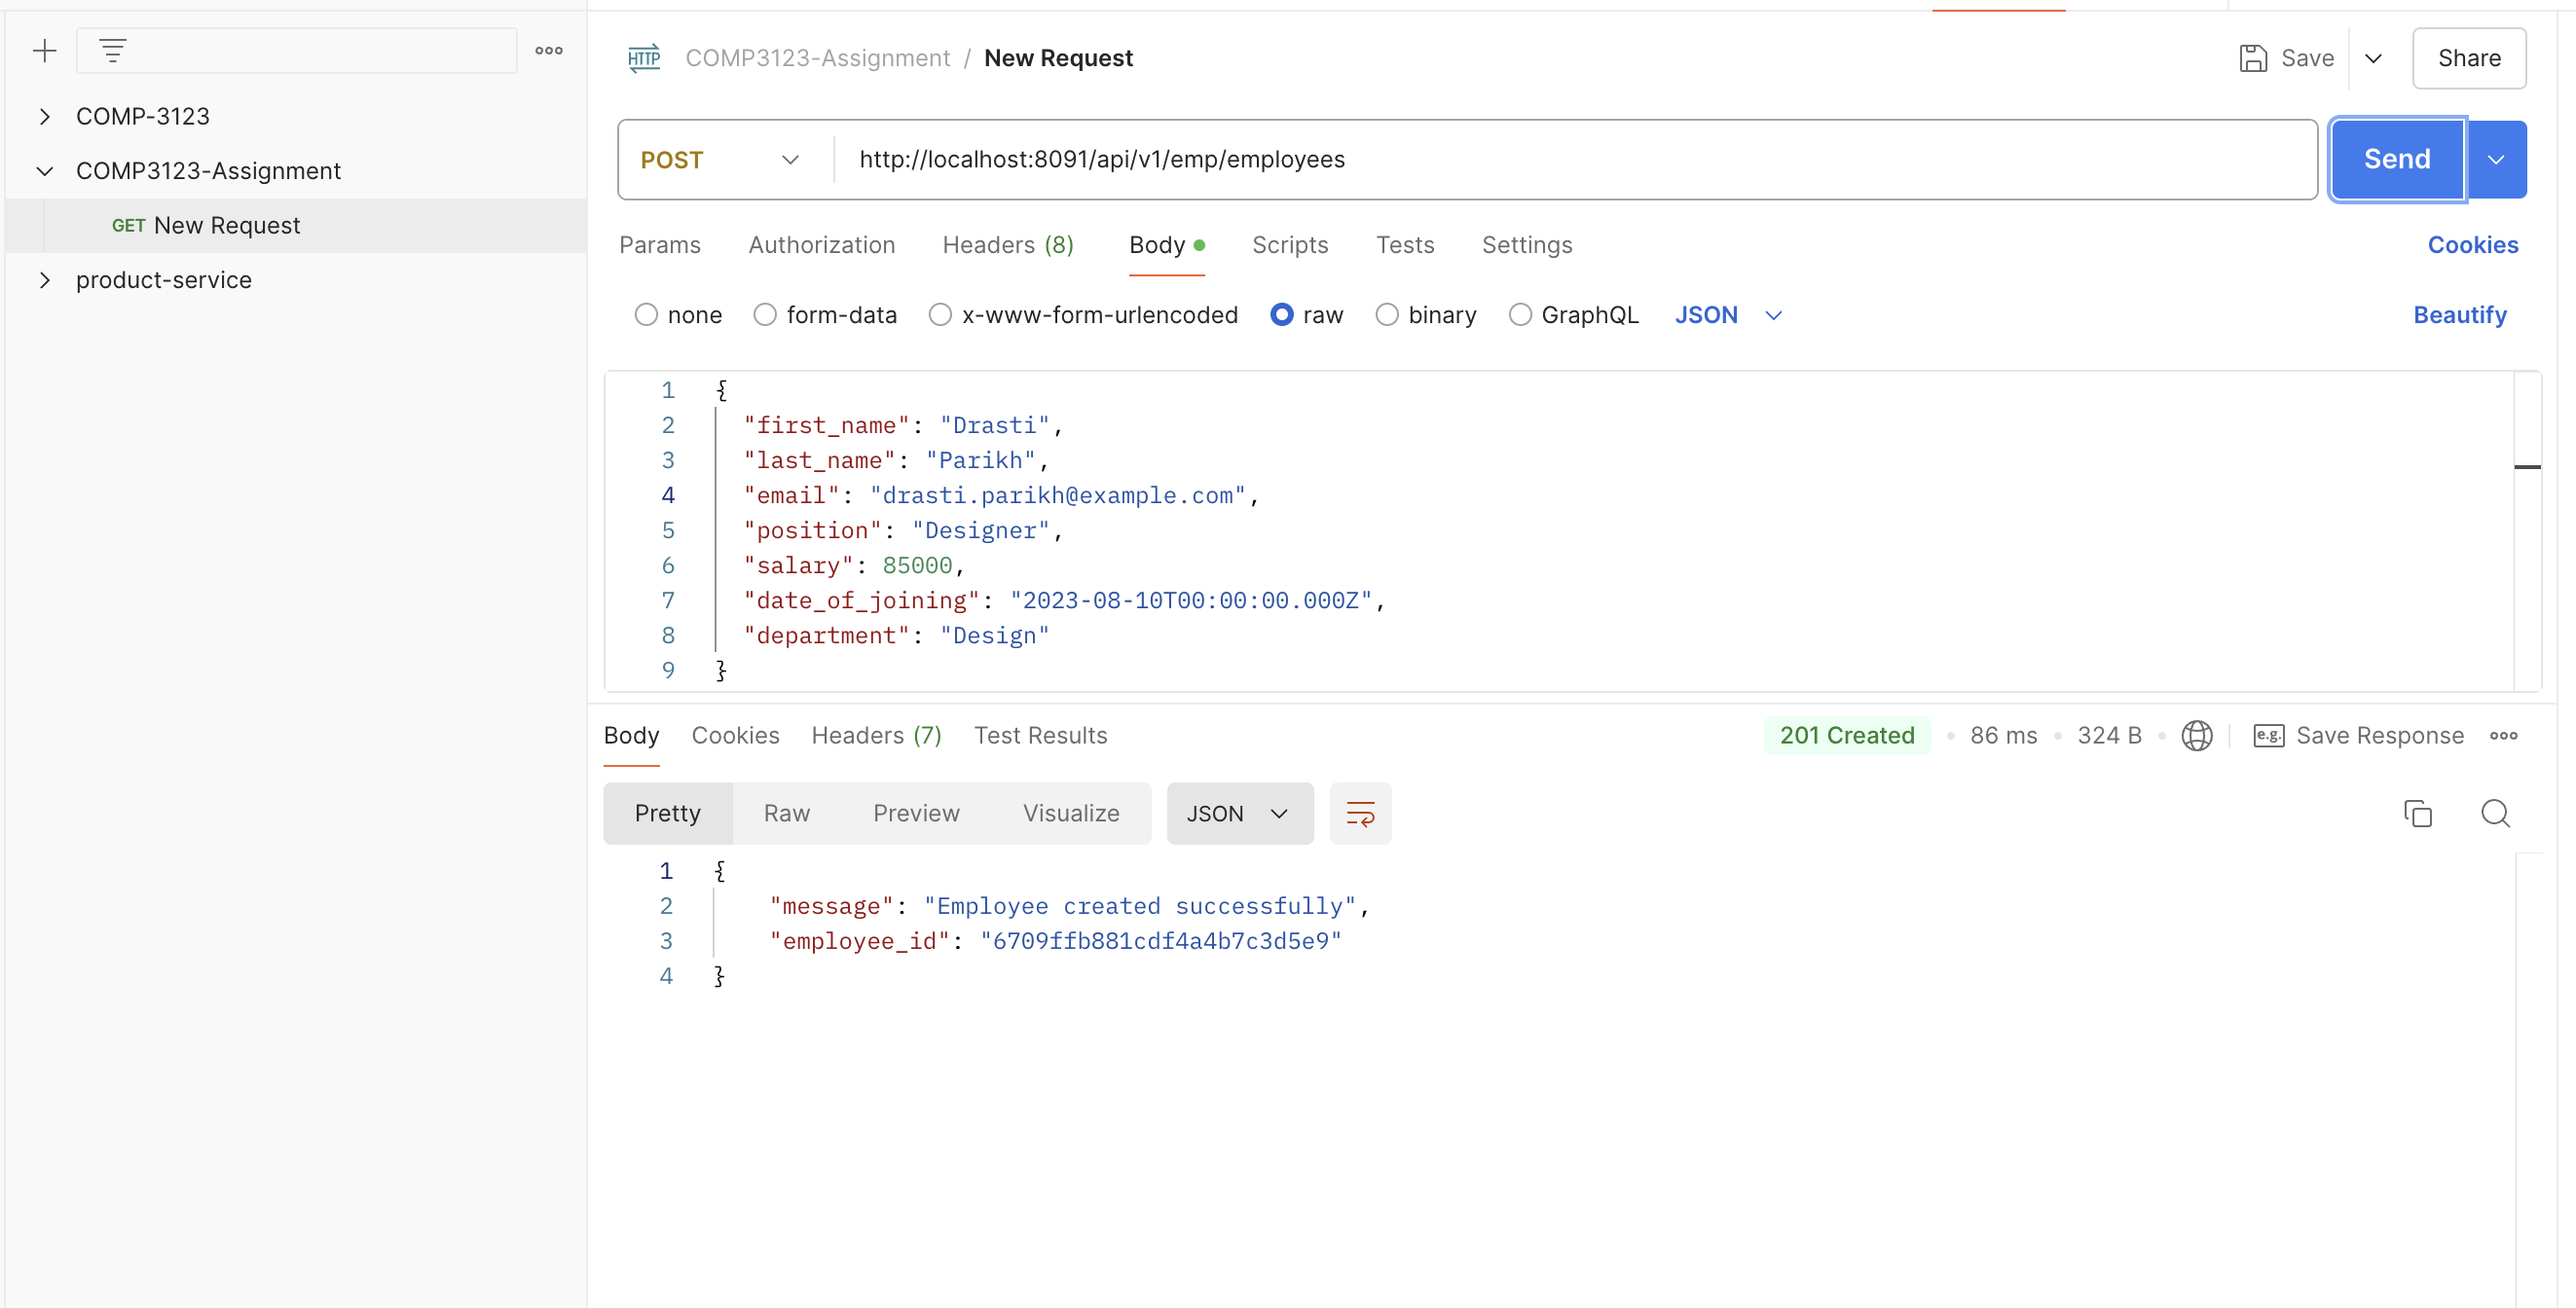 HTTP COMP3123-Assignment / New Request Save Share
COMP-3123
COMP3123-Assignment
GET New Request
product-service
POST http://localhost:8091/api/v1/emp/employees Send
Params Authorization Headers (8) Body Scripts Tests Settings Cookies
none form-data x-www-form-urlencoded raw binary GraphQL JSON Beautify
1 {
2 "first_name": "Drasti",
3 "last_name": "Parikh",
4 "email": "drasti.parikh@example.com",
5 "position": "Designer",
6 "salary": 85000,
7 "date_of_joining": "2023-08-10T00:00:00.000Z",
8 "department": "Design"
9 }
Body Cookies Headers (7) Test Results 201 Created 86 ms 324 B e.g. Save Response
Pretty Raw Preview Visualize JSON
1 {
2 "message": "Employee created successfully",
3 "employee_id": "6709ffb881cdf4a4b7c3d5e9"
4 }